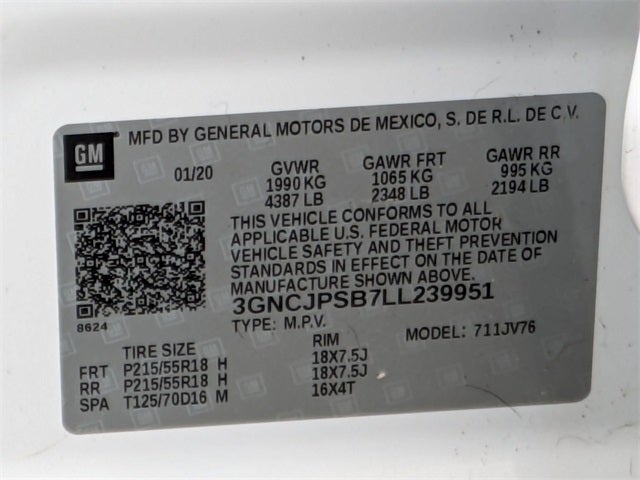 GM
MFD BY GENERAL MOTORS DE MEXICO, S. DE R.L. DE C.V.
01/20 GVWR GAWR FRT GAWR RR
1990 KG 1065 KG 995 KG
4387 LB 2348 LB 2194 LB
THIS VEHICLE CONFORMS TO ALL
APPLICABLE U.S. FEDERAL MOTOR
VEHICLE SAFETY AND THEFT PREVENTION
STANDARDS IN EFFECT ON THE DATE OF
MANUFACTURE SHOWN ABOVE.
3GNCJPSB7LL239951
8624
TYPE: M.P.V. MODEL: 711JV76
TIRE SIZE RIM
FRT P215/55R18 H 18X7.5J
RR P215/55R18 H 18X7.5J
SPA T125/70D16 M 16X4T